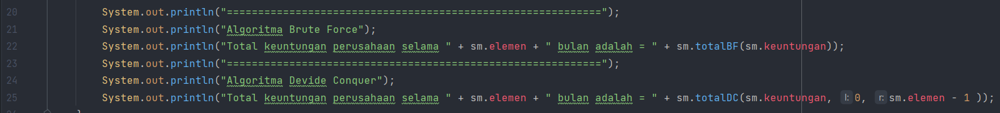 20 System.out.println("============================================================");
21 System.out.println("Algoritma Brute Force");
22 System.out.println("Total keuntungan perusahaan selama " + sm.elemen + " bulan adalah = " + sm.totalBF(sm.keuntungan));
23 System.out.println("============================================================");
24 System.out.println("Algoritma Devide Conquer");
25 System.out.println("Total keuntungan perusahaan selama " + sm.elemen + " bulan adalah = " + sm.totalDC(sm.keuntungan, l: 0, r: sm.elemen - 1 ));